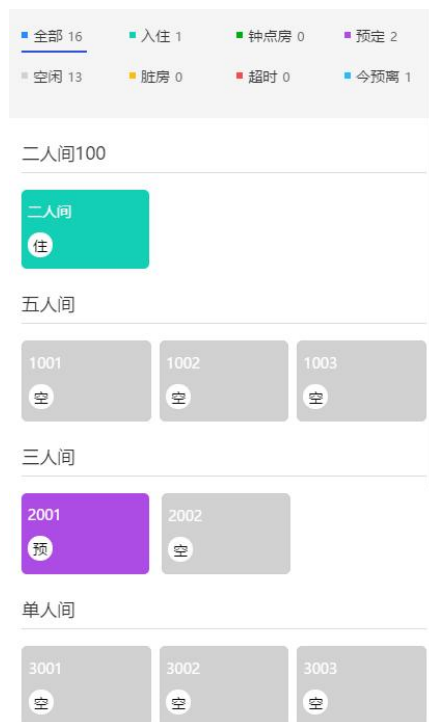 全部 16 入住 1 钟点房 0 预定 2
空闲 13 脏房 0 超时 0 今预离 1
二人间100
二人间
住
五人间
1001 1002 1003
空 空 空
三人间
2001 2002
预 空
单人间
3001 3002 3003
空 空 空